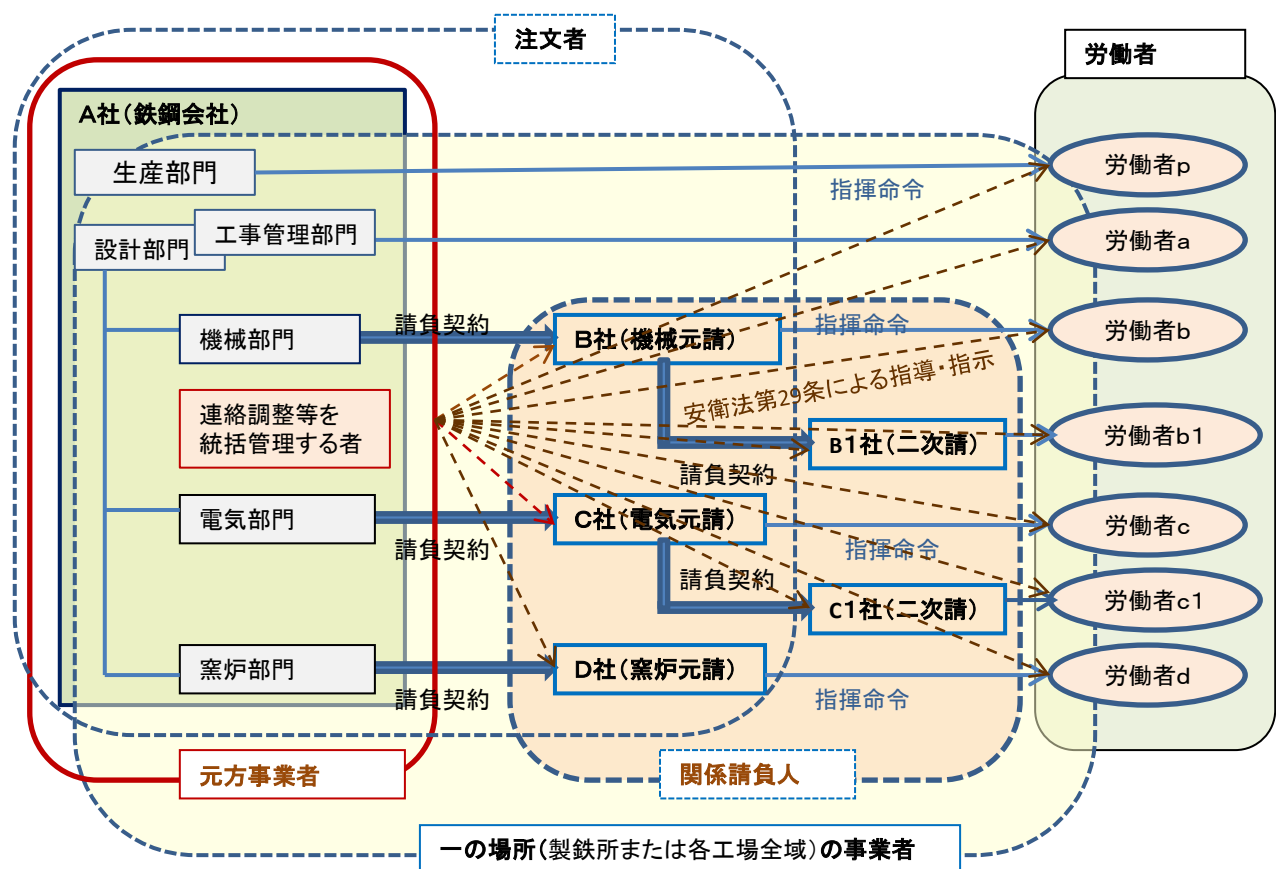 注文者
労働者
A社（鉄鋼会社）
生産部門
指揮命令
労働者p
設計部門
工事管理部門
労働者a
機械部門
請負契約
B社（機械元請）
指揮命令
労働者b
安衛法第29条による指導・指示
連絡調整等を
統括管理する者
B1社（二次請）
労働者b1
請負契約
電気部門
請負契約
C社（電気元請）
指揮命令
労働者c
請負契約
C1社（二次請）
労働者c1
窯炉部門
請負契約
D社（窯炉元請）
指揮命令
労働者d
元方事業者
関係請負人
一の場所（製鉄所または各工場全域）の事業者